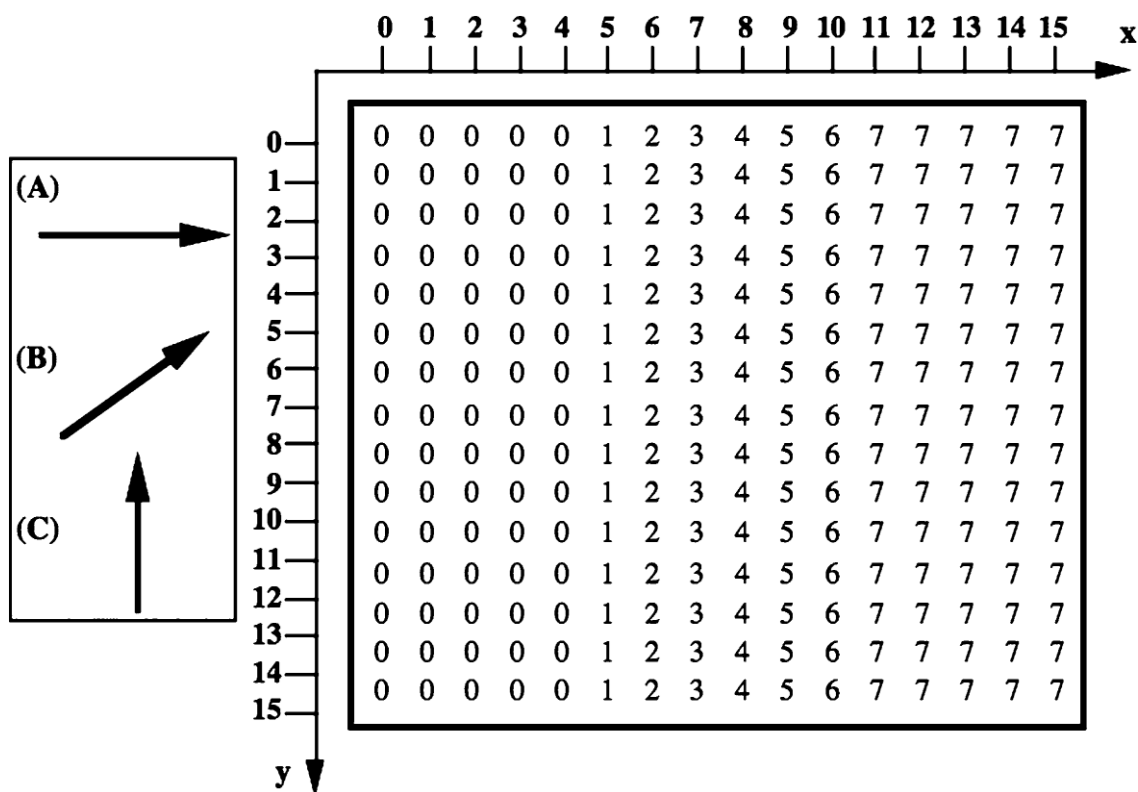 0 1 2 3 4 5 6 7 8 9 10 11 12 13 14 15 x
0 0 0 0 0 0 1 2 3 4 5 6 7 7 7 7 7
(A) 1 0 0 0 0 0 1 2 3 4 5 6 7 7 7 7 7
2 0 0 0 0 0 1 2 3 4 5 6 7 7 7 7 7
3 0 0 0 0 0 1 2 3 4 5 6 7 7 7 7 7
4 0 0 0 0 0 1 2 3 4 5 6 7 7 7 7 7
5 0 0 0 0 0 1 2 3 4 5 6 7 7 7 7 7
(B) 6 0 0 0 0 0 1 2 3 4 5 6 7 7 7 7 7
7 0 0 0 0 0 1 2 3 4 5 6 7 7 7 7 7
8 0 0 0 0 0 1 2 3 4 5 6 7 7 7 7 7
9 0 0 0 0 0 1 2 3 4 5 6 7 7 7 7 7
(C) 10 0 0 0 0 0 1 2 3 4 5 6 7 7 7 7 7
11 0 0 0 0 0 1 2 3 4 5 6 7 7 7 7 7
12 0 0 0 0 0 1 2 3 4 5 6 7 7 7 7 7
13 0 0 0 0 0 1 2 3 4 5 6 7 7 7 7 7
14 0 0 0 0 0 1 2 3 4 5 6 7 7 7 7 7
15
y